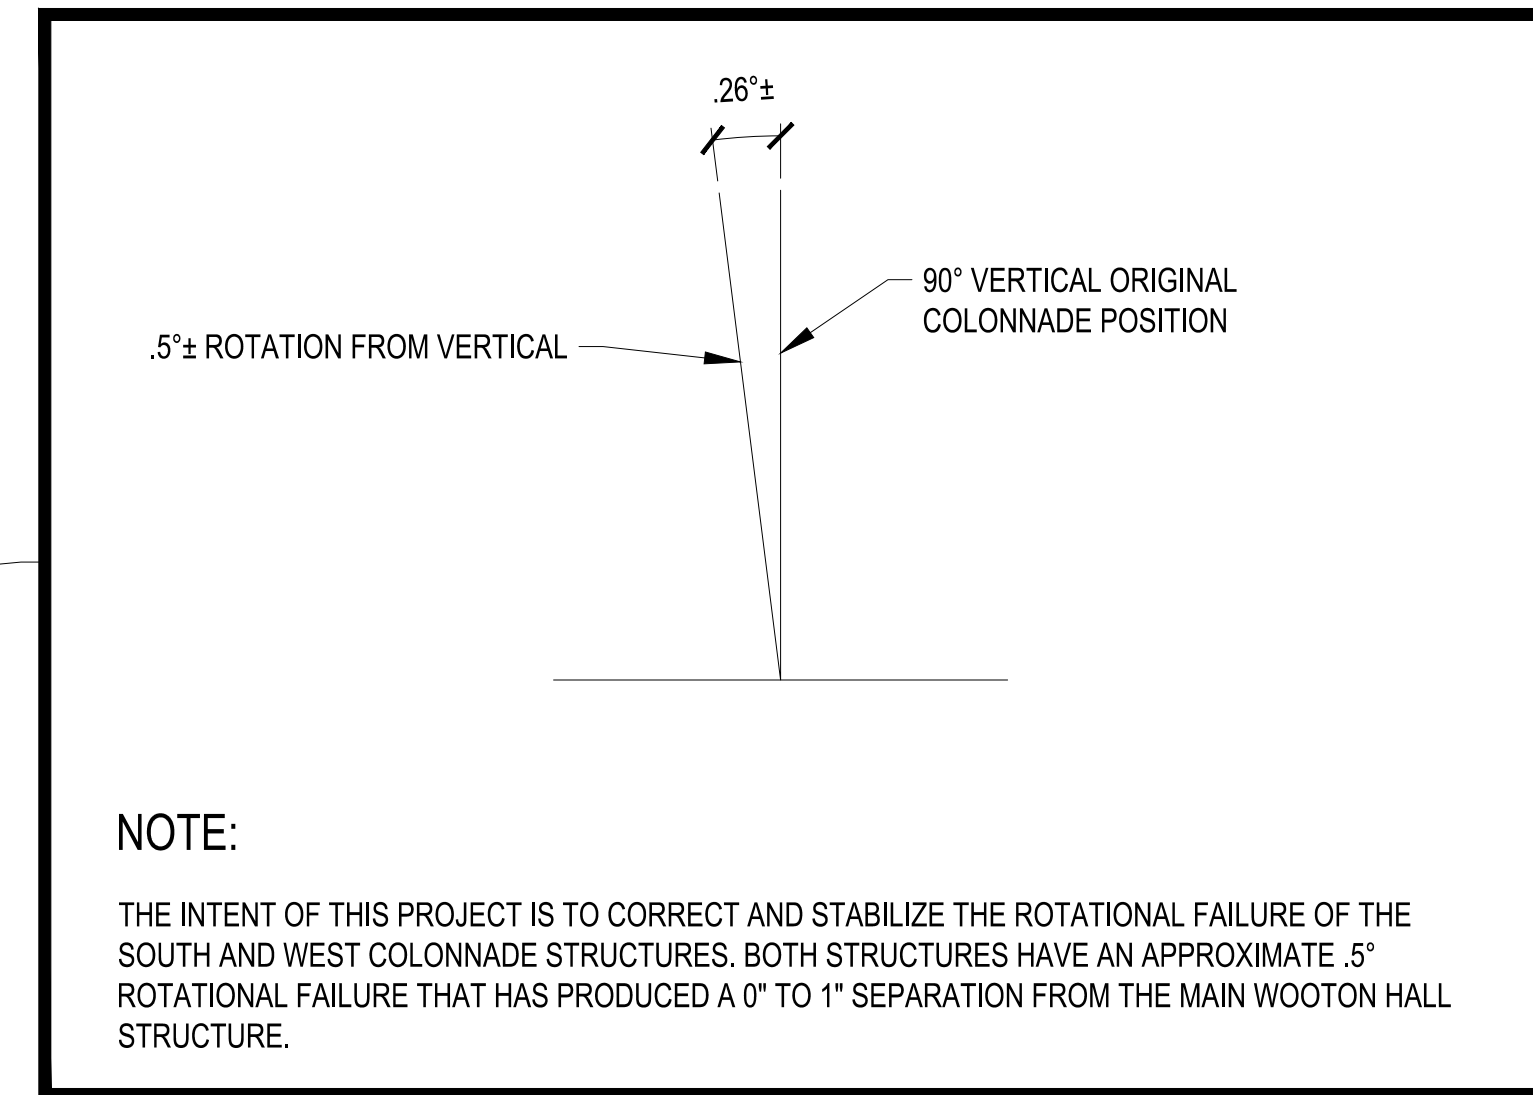 .26°±
90° VERTICAL ORIGINAL
COLONNADE POSITION
.5°± ROTATION FROM VERTICAL
NOTE:
THE INTENT OF THIS PROJECT IS TO CORRECT AND STABILIZE THE ROTATIONAL FAILURE OF THE
SOUTH AND WEST COLONNADE STRUCTURES. BOTH STRUCTURES HAVE AN APPROXIMATE .5°
ROTATIONAL FAILURE THAT HAS PRODUCED A 0" TO 1" SEPARATION FROM THE MAIN WOOTON HALL
STRUCTURE.